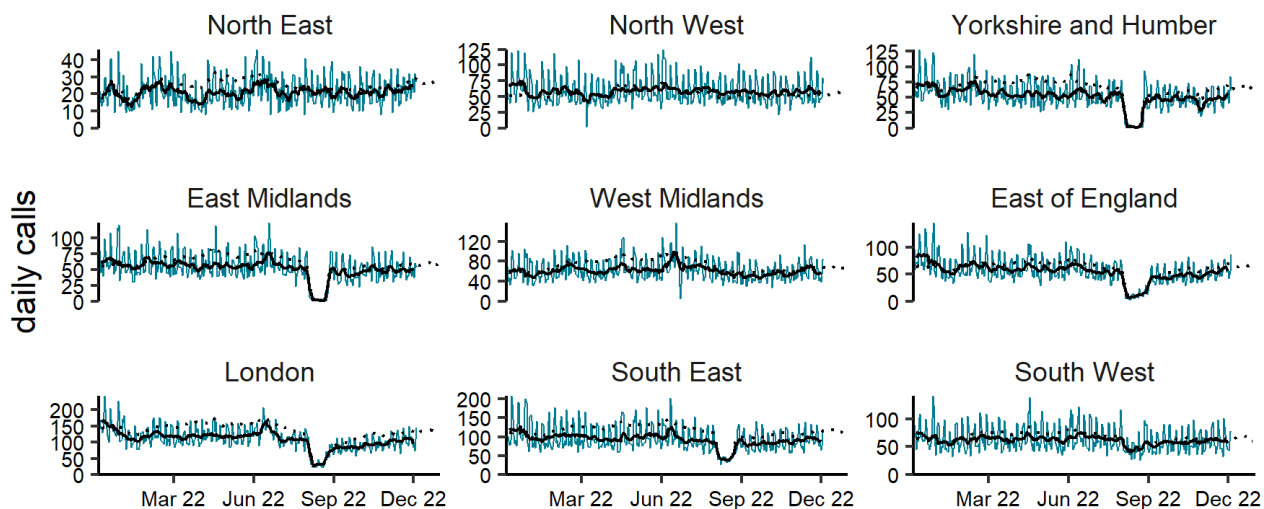 North East North West Yorkshire and Humber
40 30 20 10 0
125 100 75 50 25 0
125 100 75 50 25 0
daily calls
East Midlands West Midlands East of England
100 75 50 25 0
120 80 40 0
100 50 0
London South East South West
200 150 100 50 0
200 150 100 50 0
100 50 0
Mar 22 Jun 22 Sep 22 Dec 22 Mar 22 Jun 22 Sep 22 Dec 22 Mar 22 Jun 22 Sep 22 Dec 22